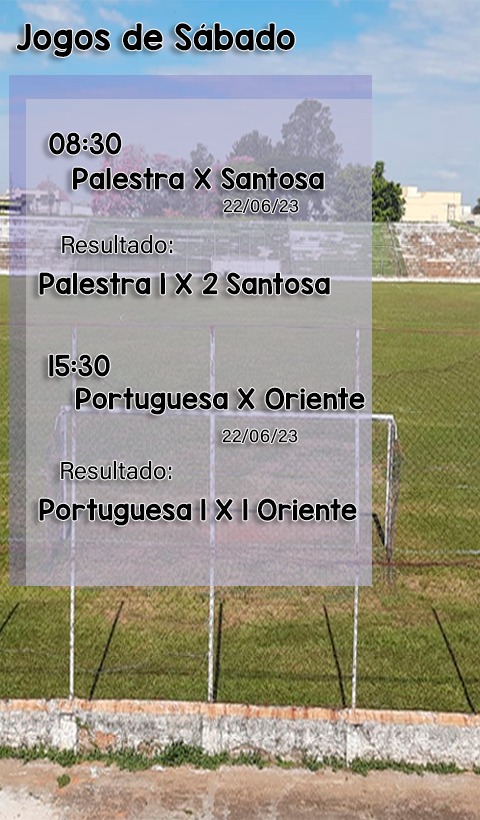 Jogos de Sábado
08:30
Palestra X Santosa
22/06/23
Resultado:
Palestra 1 X 2 Santosa
15:30
Portuguesa X Oriente
22/06/23
Resultado:
Portuguesa 1 X 1 Oriente